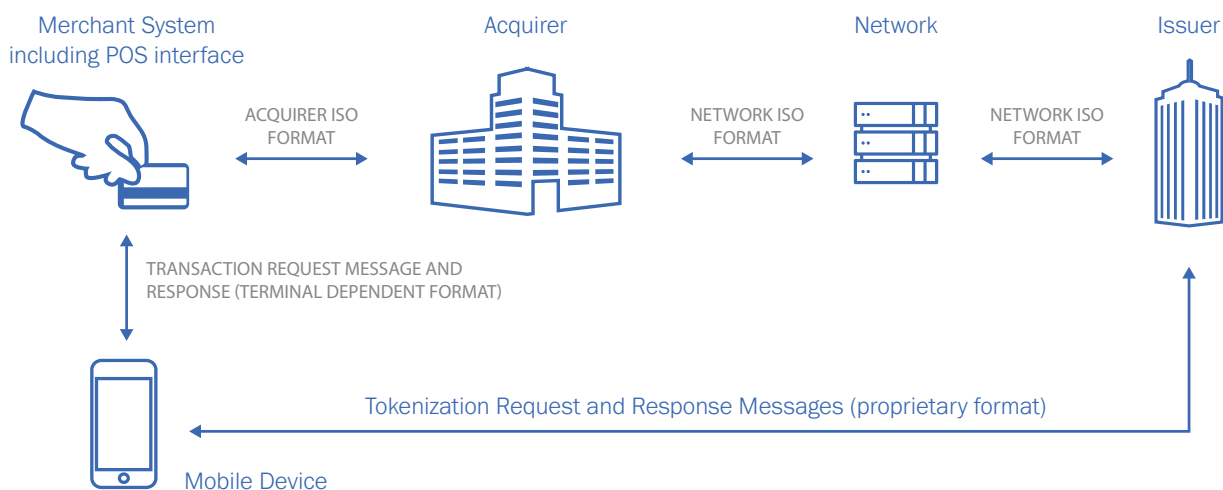 Merchant System
including POS interface
Acquirer
Network
Issuer
ACQUIRER ISO
FORMAT
NETWORK ISO
FORMAT
NETWORK ISO
FORMAT
TRANSACTION REQUEST MESSAGE AND
RESPONSE (TERMINAL DEPENDENT FORMAT)
Tokenization Request and Response Messages (proprietary format)
Mobile Device